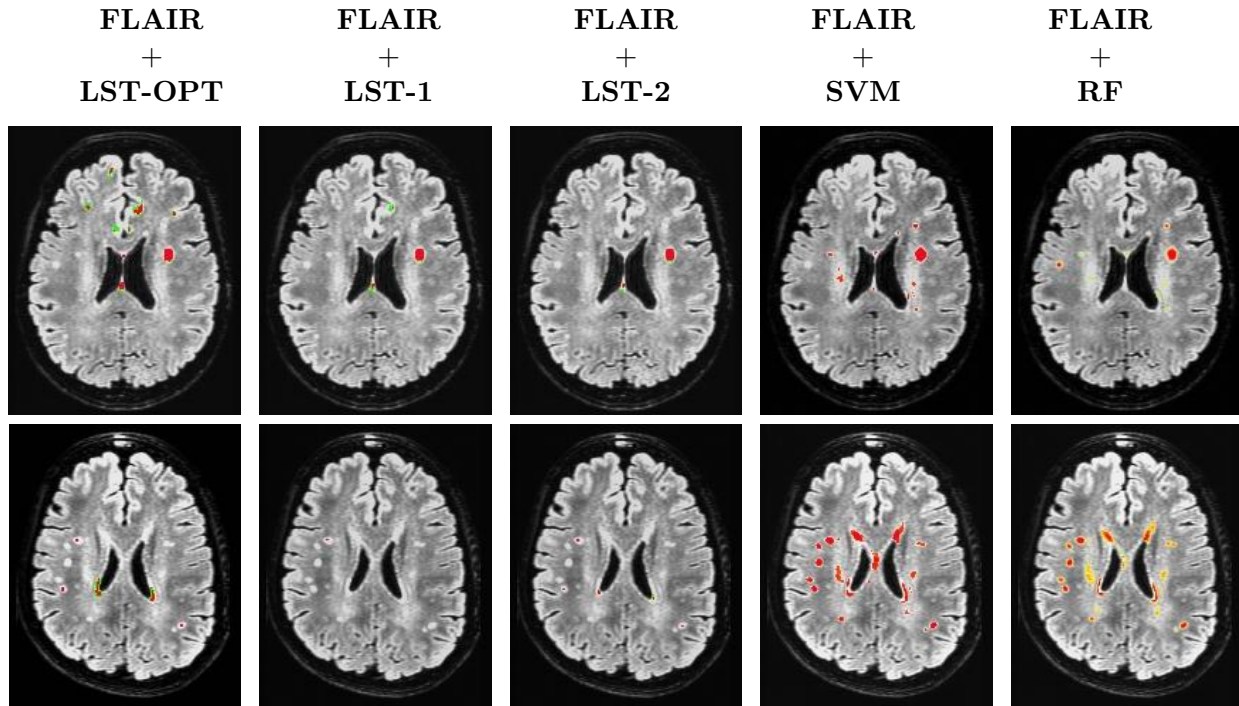 FLAIR FLAIR FLAIR FLAIR FLAIR
+ + + + +
LST-OPT LST-1 LST-2 SVM RF